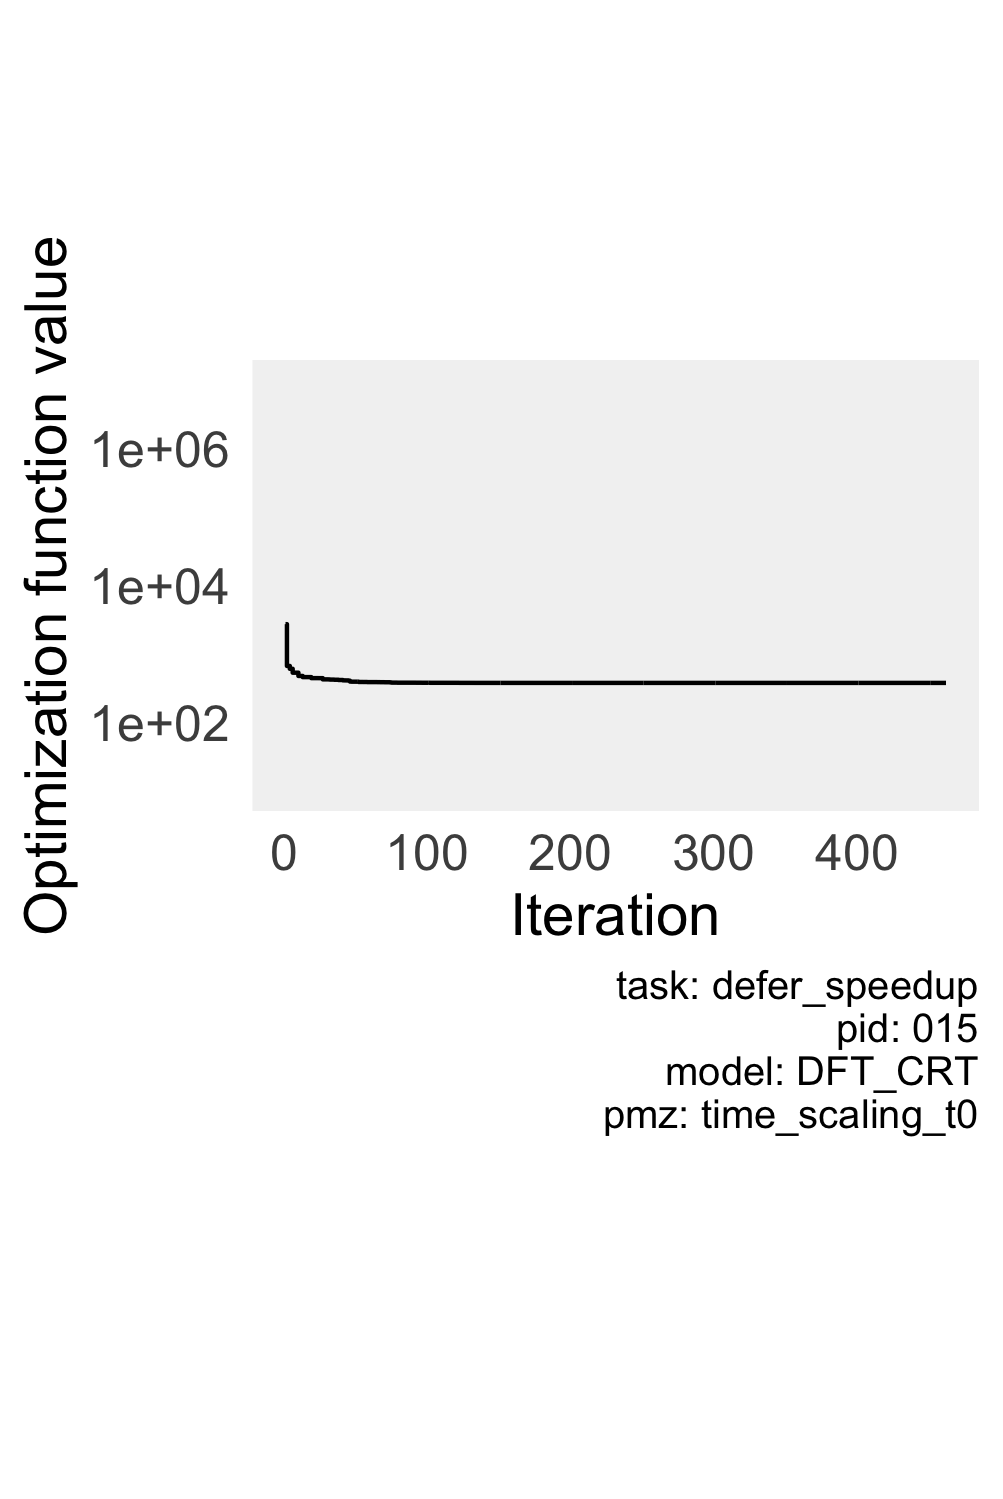 Optimization function value
1e+06
1e+04
1e+02
0 100 200 300 400
Iteration
task: defer_speedup
pid: 015
model: DFT_CRT
pmz: time_scaling_t0